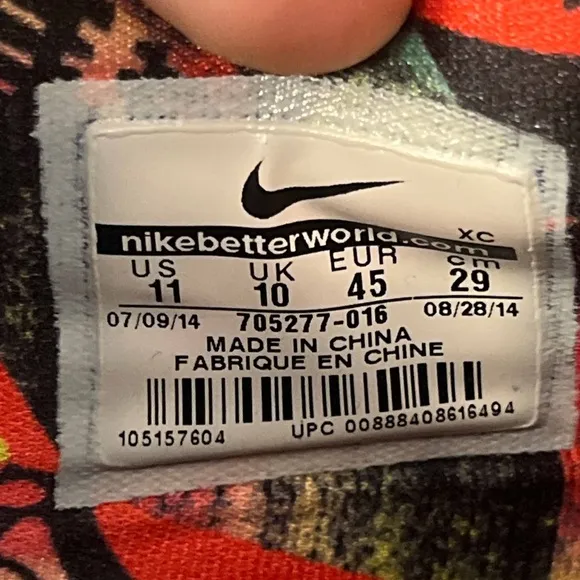 nikebetterworld.com XC
US UK EUR cm
11 10 45 29
07/09/14 705277-016 08/28/14
MADE IN CHINA
FABRIQUE EN CHINE
105157604 UPC 00888408616494